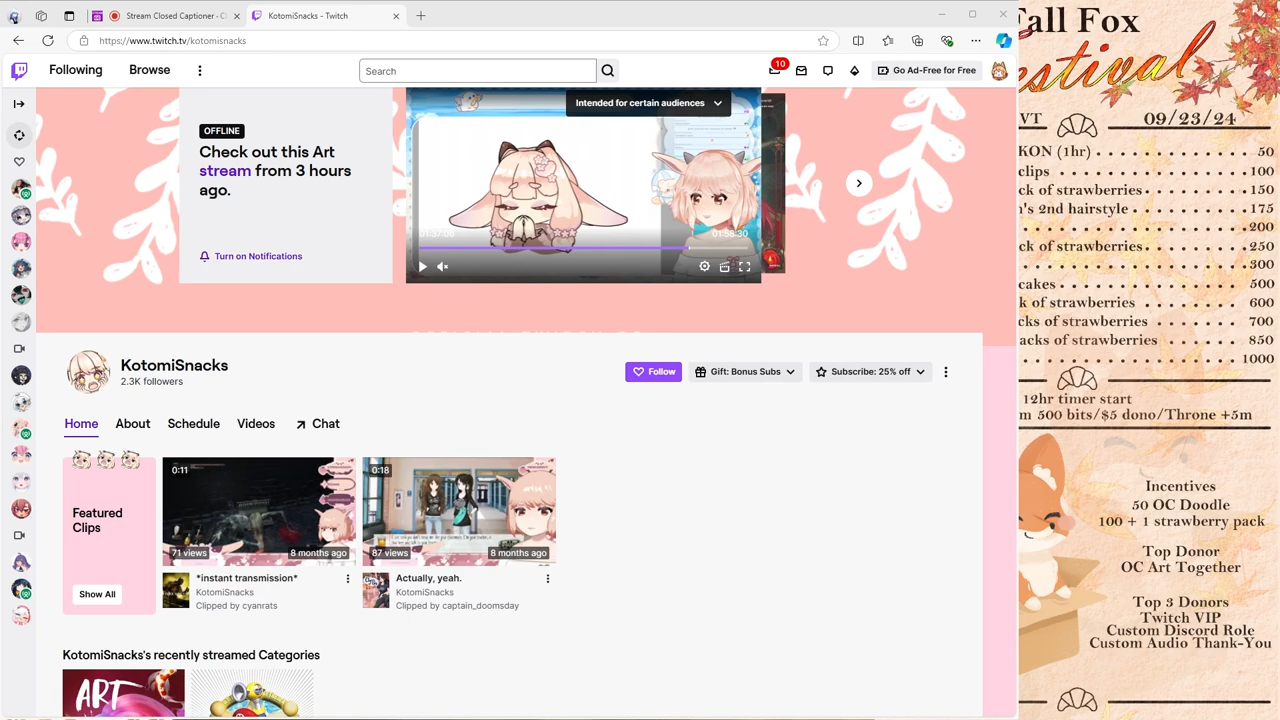 Stream Closed Captioner - Cl
KotomiSnacks - Twitch
https://www.twitch.tv/kotomisnacks
Following
Browse
Search
10
Go Ad-Free for Free
OFFLINE
Check out this Art
stream from 3 hours
ago.
Turn on Notifications
Intended for certain audiences
01:38:30
KotomiSnacks
2.3K followers
Follow
Gift: Bonus Subs
Subscribe: 25% off
Home
About
Schedule
Videos
Chat
Featured
Clips
Show All
0:11
71 views
8 months ago
*instant transmission*
KotomiSnacks
Clipped by cyanrats
0:18
87 views
8 months ago
Actually, yeah.
KotomiSnacks
Clipped by captain_doomsday
KotomiSnacks's recently streamed Categories
ART
Fall Fox
estival
VT
09/23/24
KON (1hr) 50
clips 100
ck of strawberries 150
n's 2nd hairstyle 175
200
ck of strawberries 250
300
cakes 500
k of strawberries 600
cks of strawberries 700
acks of strawberries 850
1000
12hr timer start
m 500 bits/$5 dono/Throne +5m
Incentives
50 OC Doodle
100 + 1 strawberry pack
Top Donor
OC Art Together
Top 3 Donors
Twitch VIP
Custom Discord Role
Custom Audio Thank-You